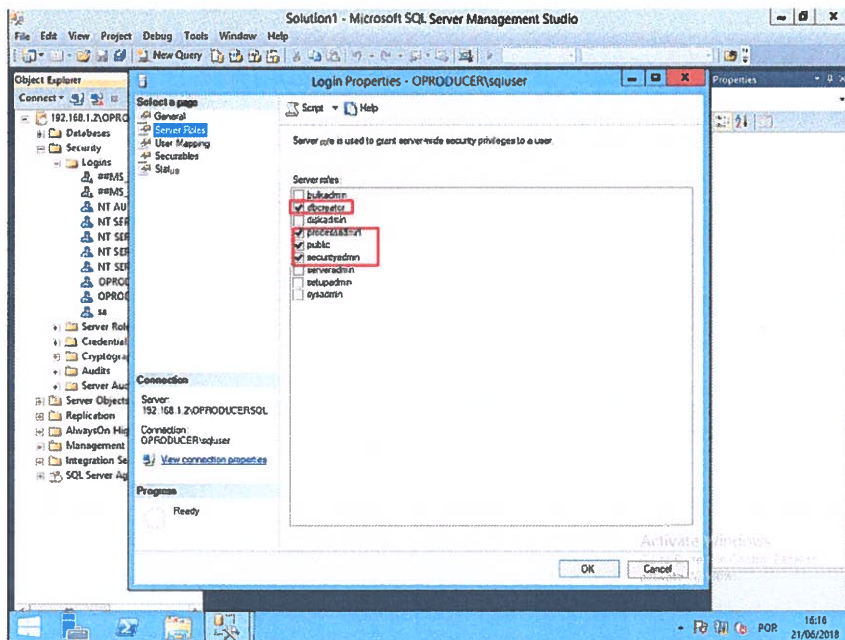 Solution1 - Microsoft SQL Server Management Studio
File Edit View Project Debug Tools Window Help
New Query
Object Explorer
Connect
192.168.1.2\OPRO
Databases
Security
Logins
##MS_
##MS_
NT AU
NT SER
NT SER
NT SER
NT SER
OPROD
OPROD
sa
Server Role
Credential
Cryptograp
Audits
Server Aud
Server Objects
Replication
AlwaysOn Hig
Management
Integration Se
SQL Server Ag
Login Properties - OPRODUCER\sqluser
Select a page
General
Server Roles
User Mapping
Securables
Status
Script Help
Server role is used to grant server-wide security privileges to a user.
Server roles:
bulkadmin
dbcreator
diskadmin
processadmin
public
securityadmin
serveradmin
setupadmin
sysadmin
Connection
Server:
192.168.1.2\OPRODUCERSQL
Connection:
OPRODUCER\sqluser
View connection properties
Progress
Ready
OK Cancel
Properties
Activate Windows
POR
16:16
21/06/2018